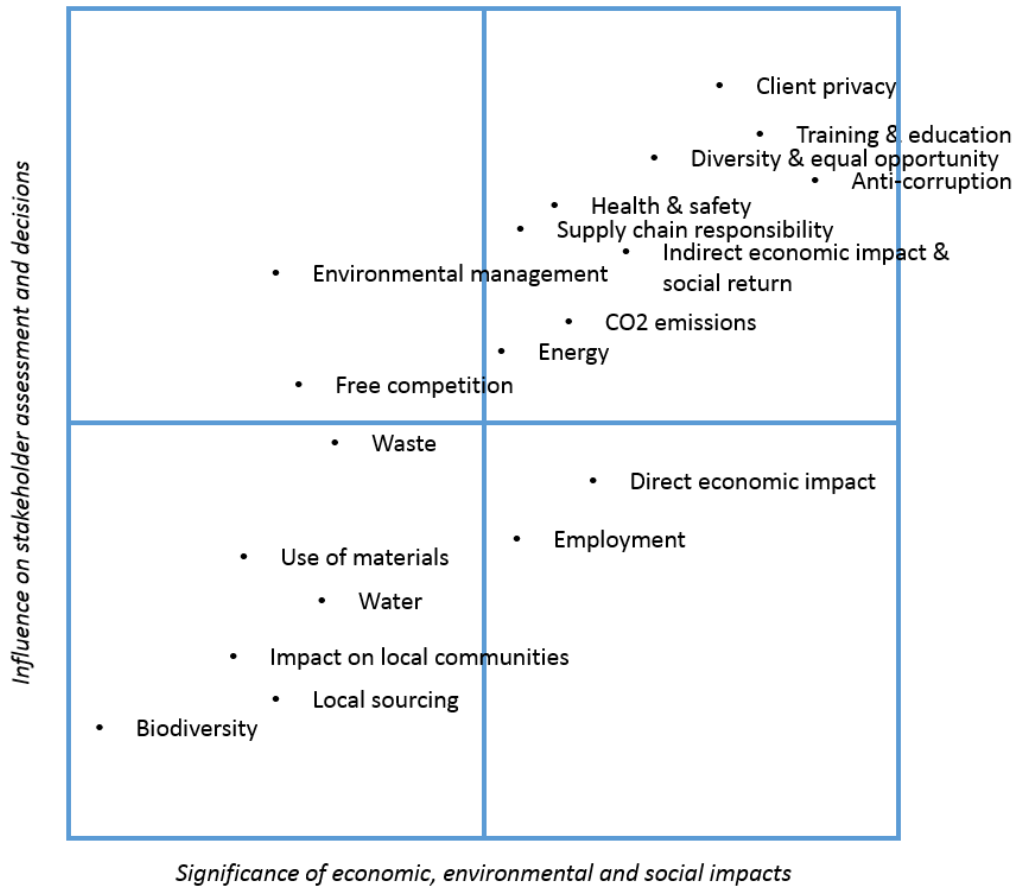 Client privacy
Training & education
Diversity & equal opportunity
Anti-corruption
Health & safety
Supply chain responsibility
Indirect economic impact &
social return
Environmental management
CO2 emissions
Energy
Free competition
Waste
Direct economic impact
Employment
Use of materials
Water
Impact on local communities
Local sourcing
Biodiversity
Influence on stakeholder assessment and decisions
Significance of economic, environmental and social impacts